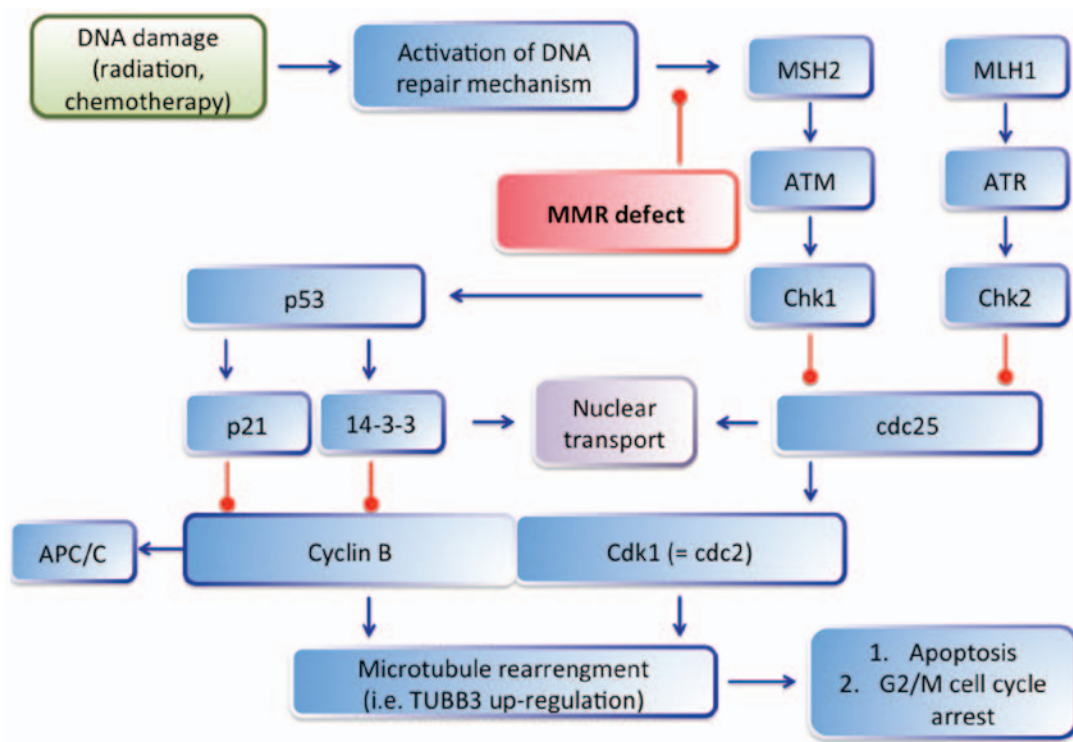 DNA damage
(radiation,
chemotherapy)
Activation of DNA
repair mechanism
MSH2
MLH1
MMR defect
ATM
ATR
p53
Chk1
Chk2
p21
14-3-3
Nuclear
transport
cdc25
APC/C
Cyclin B
Cdk1 (= cdc2)
Microtubule rearrengment
(i.e. TUBB3 up-regulation)
1. Apoptosis
2. G2/M cell cycle
arrest